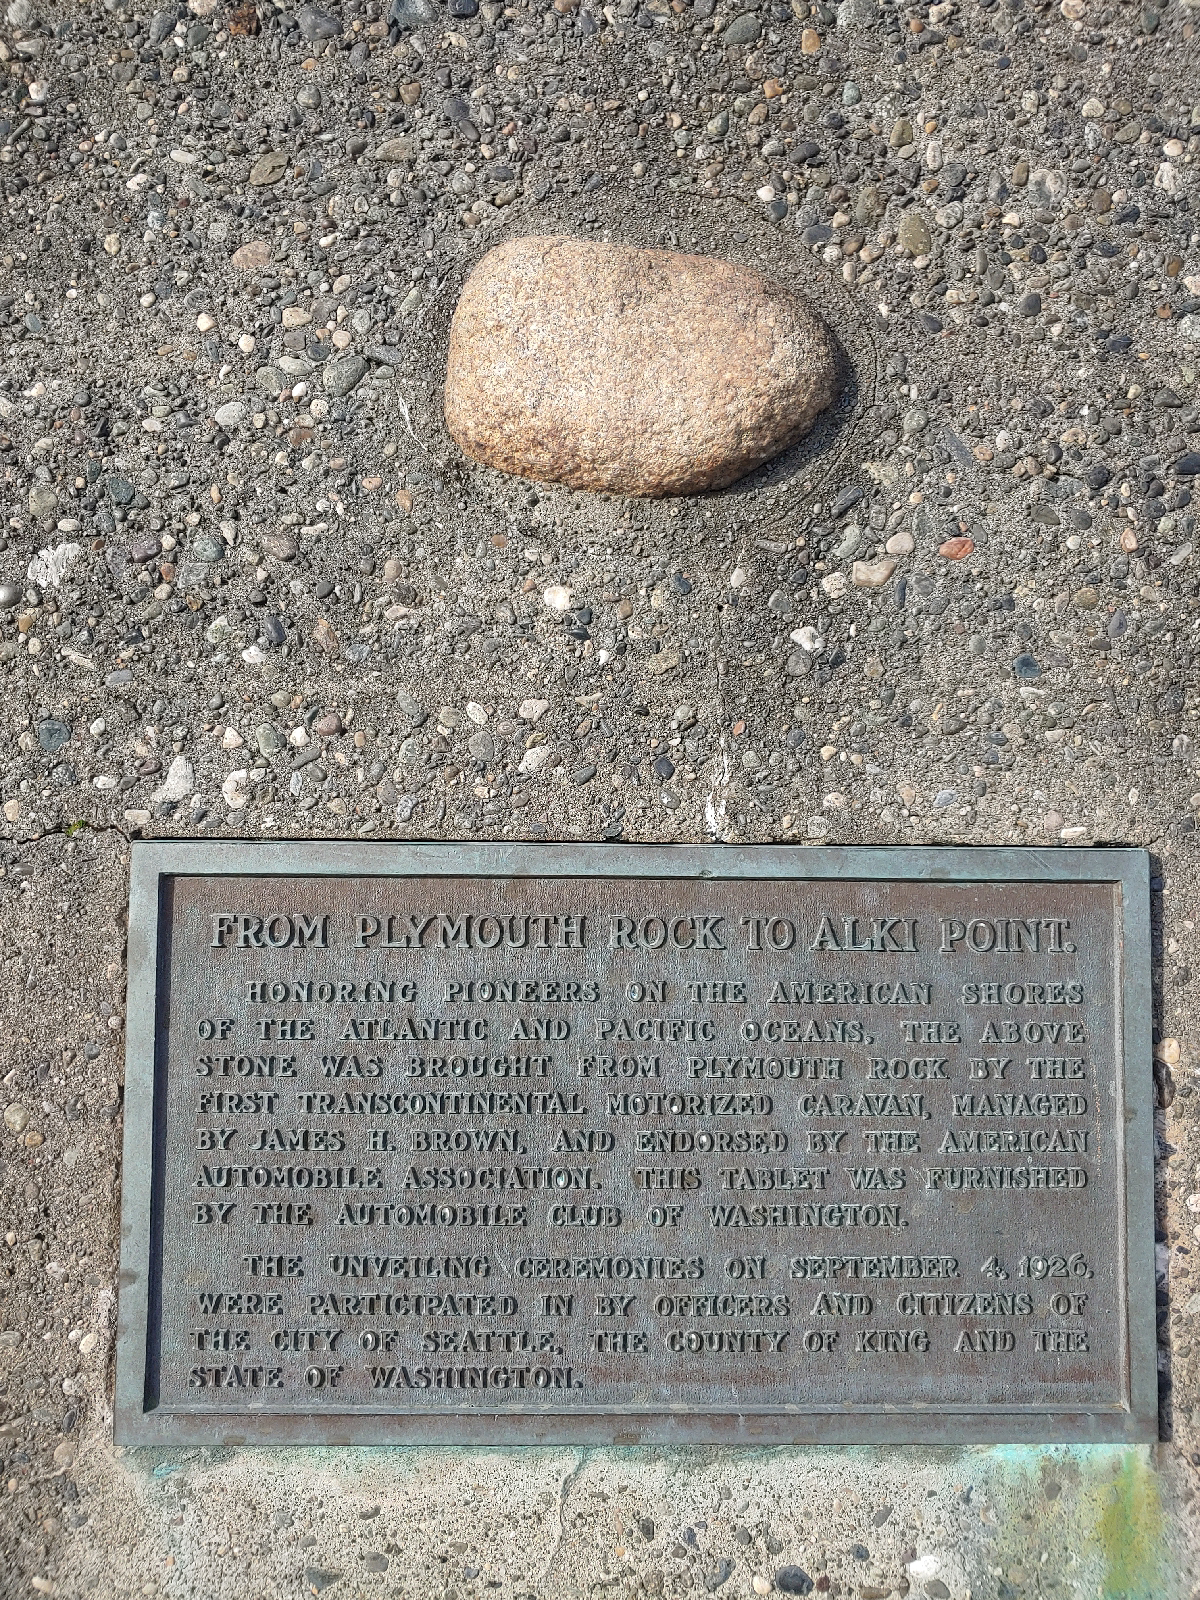 FROM PLYMOUTH ROCK TO ALKI POINT.
HONORING PIONEERS ON THE AMERICAN SHORES
OF THE ATLANTIC AND PACIFIC OCEANS, THE ABOVE
STONE WAS BROUGHT FROM PLYMOUTH ROCK BY THE
FIRST TRANSCONTINENTAL MOTORIZED CARAVAN, MANAGED
BY JAMES H. BROWN, AND ENDORSED BY THE AMERICAN
AUTOMOBILE ASSOCIATION. THIS TABLET WAS FURNISHED
BY THE AUTOMOBILE CLUB OF WASHINGTON.
THE UNVEILING CEREMONIES ON SEPTEMBER 4, 1926,
WERE PARTICIPATED IN BY OFFICERS AND CITIZENS OF
THE CITY OF SEATTLE, THE COUNTY OF KING AND THE
STATE OF WASHINGTON.